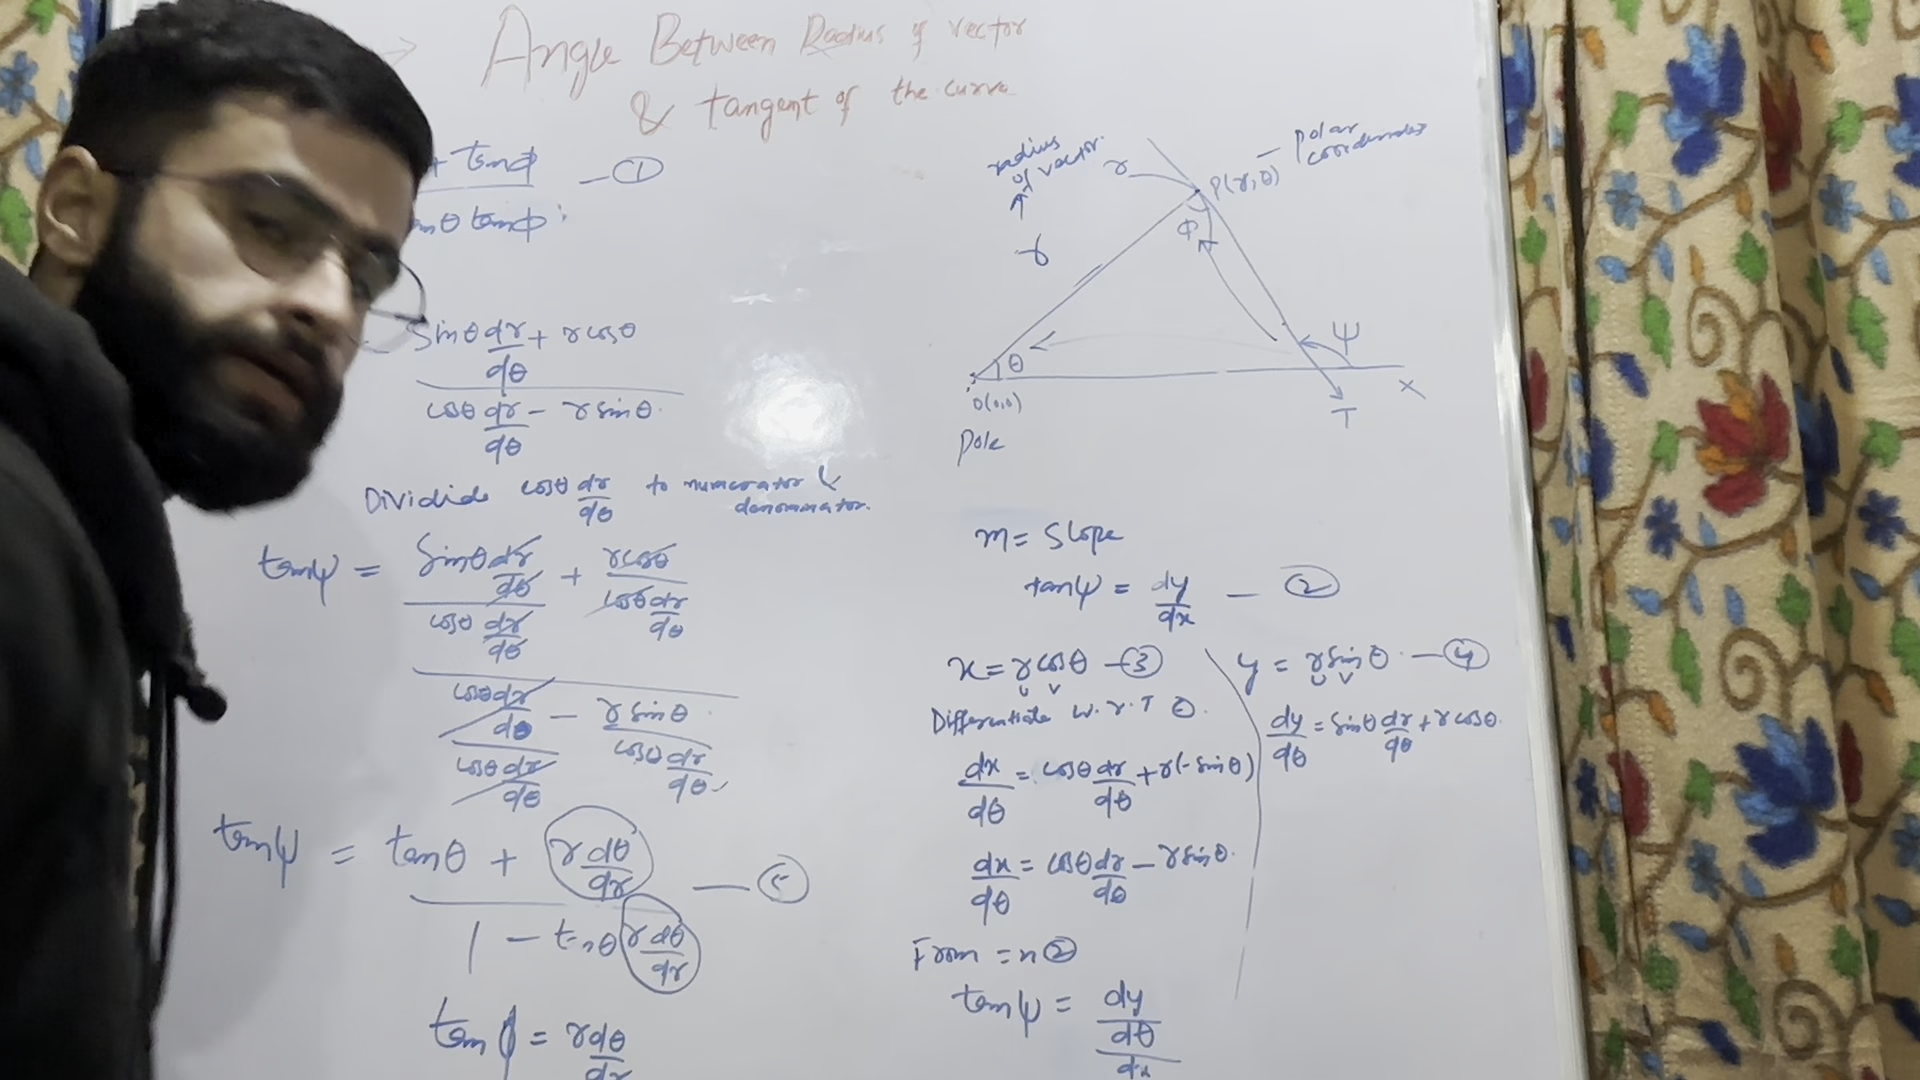 → Angle Between Radius of vector
& tangent of the curve
+ tanϕ
— ①
nθ tanϕ
Sinθ dr/dθ + r cosθ
cosθ dr/dθ - r sinθ
Dividide cosθ dr/dθ to numerator &
denominator.
tanψ = Sinθ dr/dθ / cosθ dr/dθ + r cosθ / cosθ dr/dθ
cosθ dr/dθ / cosθ dr/dθ - r sinθ / cosθ dr/dθ
tanψ = tanθ + r dθ/dr — ⑤
1 - tanθ r dθ/dr
tan ϕ = r dθ/dr
radius
of vector
r
r
P(r,θ) — Polar
coordinates
ϕ
θ
ψ
O(0,0)
Pole
T
x
m = Slope
tanψ = dy/dx — ②
x = r cosθ —③
U V
Differentiate w.r.T θ.
dx/dθ = cosθ dr/dθ + r(-Sinθ)
dx/dθ = cosθ dr/dθ - r sinθ.
y = r sinθ —④
U V
dy/dθ = Sinθ dr/dθ + r cosθ.
From =n ②
tanψ = dy/dθ
dx